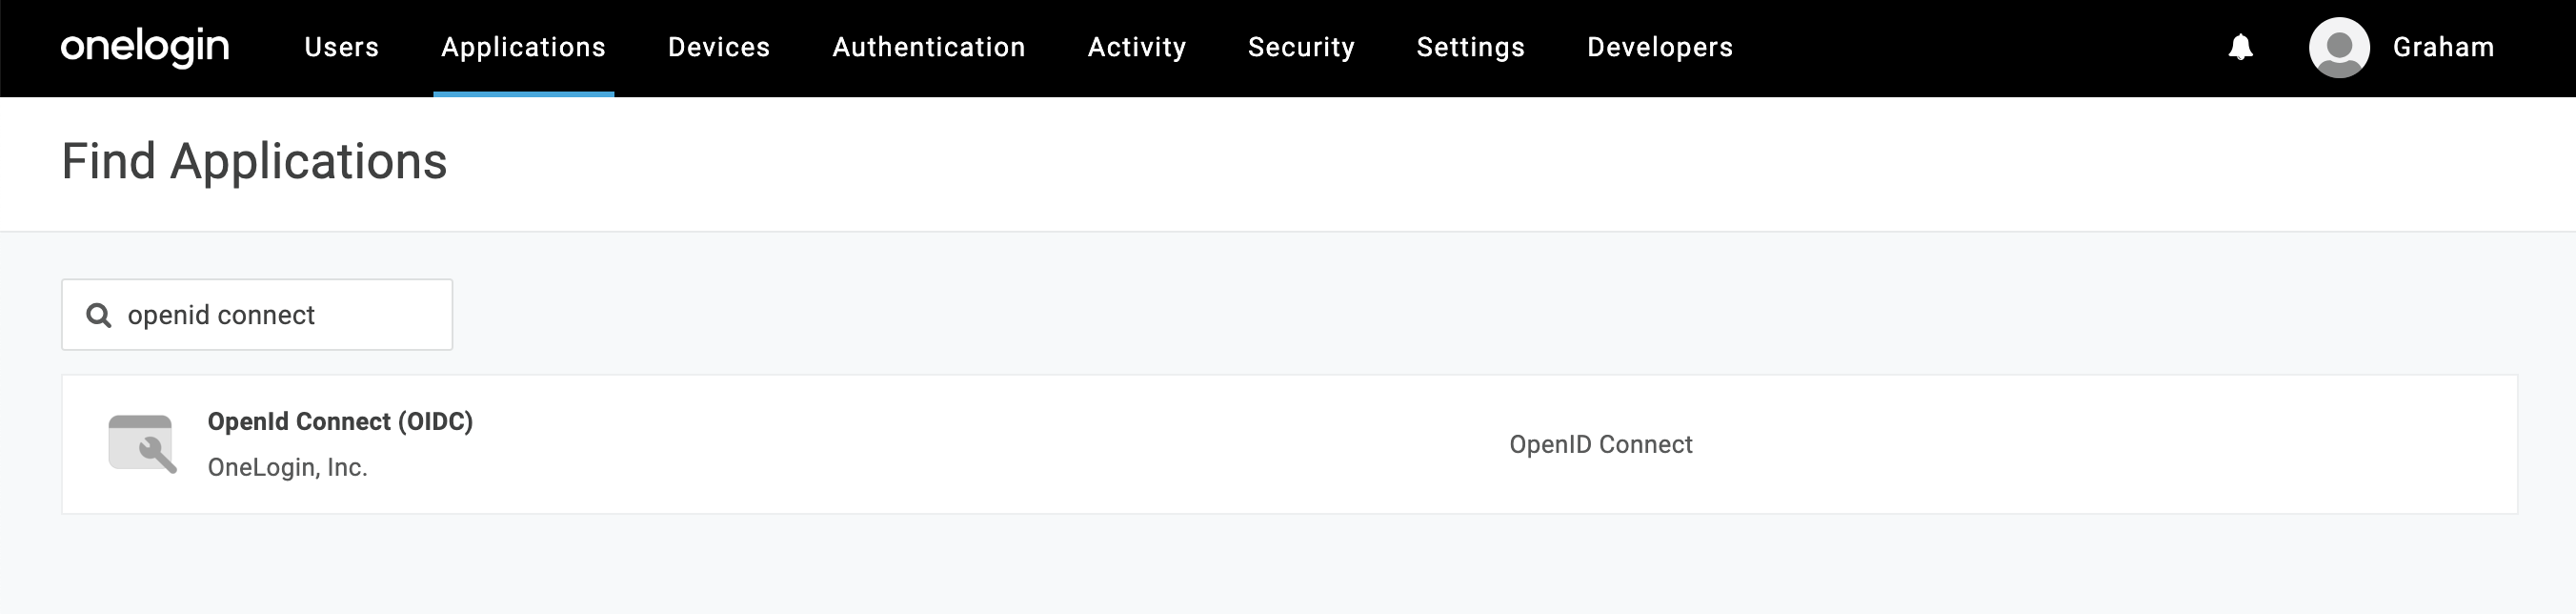 onelogin Users Applications Devices Authentication Activity Security Settings Developers Graham
Find Applications
openid connect
OpenId Connect (OIDC)
OneLogin, Inc.
OpenID Connect